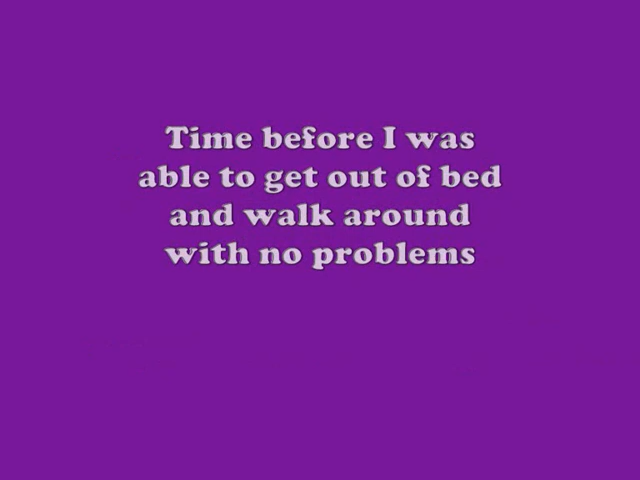 Time before I was
able to get out of bed
and walk around
with no problems